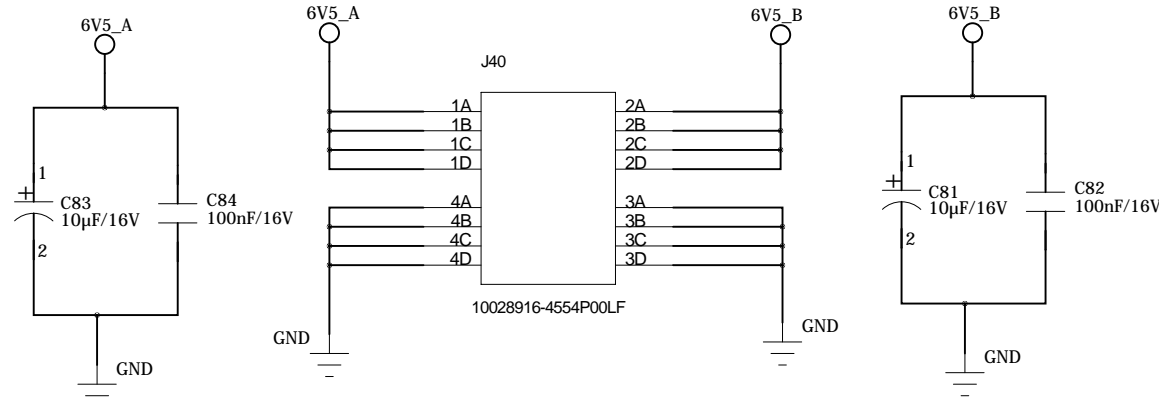 6V5_A
1
+
C83
10µF/16V
2
C84
100nF/16V
GND
6V5_A
6V5_B
J40
1A
1B
1C
1D
2A
2B
2C
2D
4A
4B
4C
4D
3A
3B
3C
3D
10028916-4554P00LF
GND
GND
6V5_B
1
+
C81
10µF/16V
2
C82
100nF/16V
GND